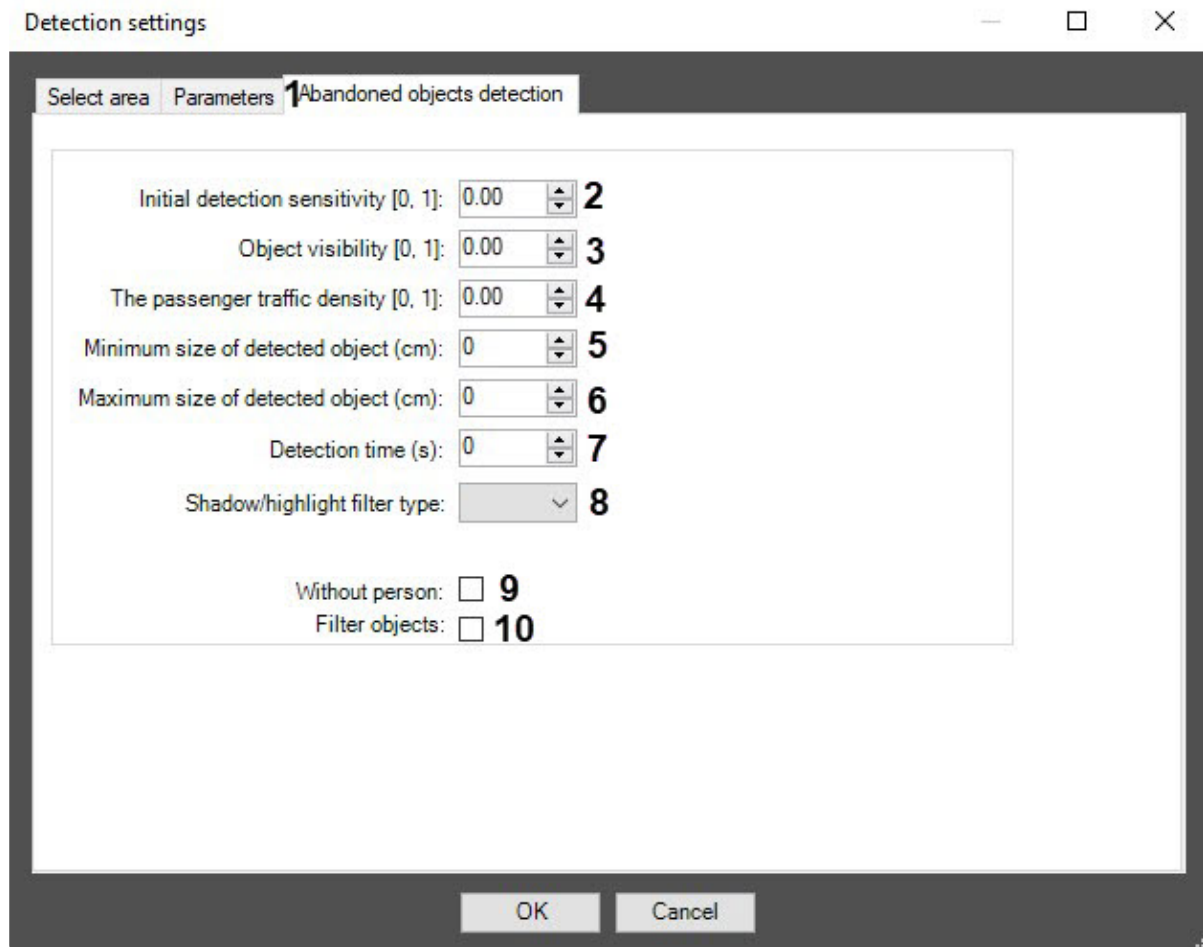 Detection settings
Select area Parameters 1 Abandoned objects detection
Initial detection sensitivity [0, 1]: 0.00 2
Object visibility [0, 1]: 0.00 3
The passenger traffic density [0, 1]: 0.00 4
Minimum size of detected object (cm): 0 5
Maximum size of detected object (cm): 0 6
Detection time (s): 0 7
Shadow/highlight filter type: 8
Without person: 9
Filter objects: 10
OK Cancel